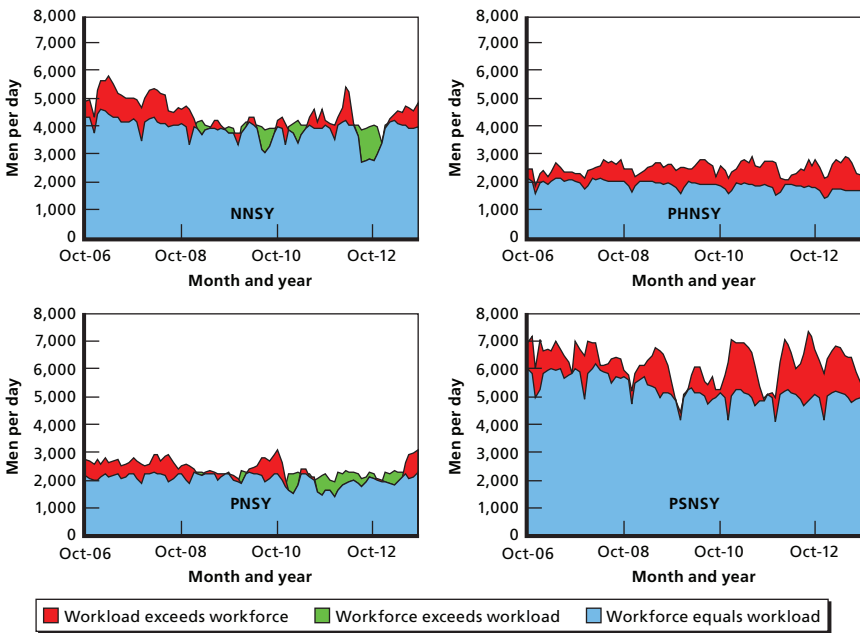 8,000
7,000
6,000
5,000
4,000
3,000
2,000
1,000
0
Men per day
NNSY
Oct-06 Oct-08 Oct-10 Oct-12
Month and year
8,000
7,000
6,000
5,000
4,000
3,000
2,000
1,000
0
Men per day
PHNSY
Oct-06 Oct-08 Oct-10 Oct-12
Month and year
8,000
7,000
6,000
5,000
4,000
3,000
2,000
1,000
0
Men per day
PNSY
Oct-06 Oct-08 Oct-10 Oct-12
Month and year
8,000
7,000
6,000
5,000
4,000
3,000
2,000
1,000
0
Men per day
PSNSY
Oct-06 Oct-08 Oct-10 Oct-12
Month and year
Workload exceeds workforce Workforce exceeds workload Workforce equals workload